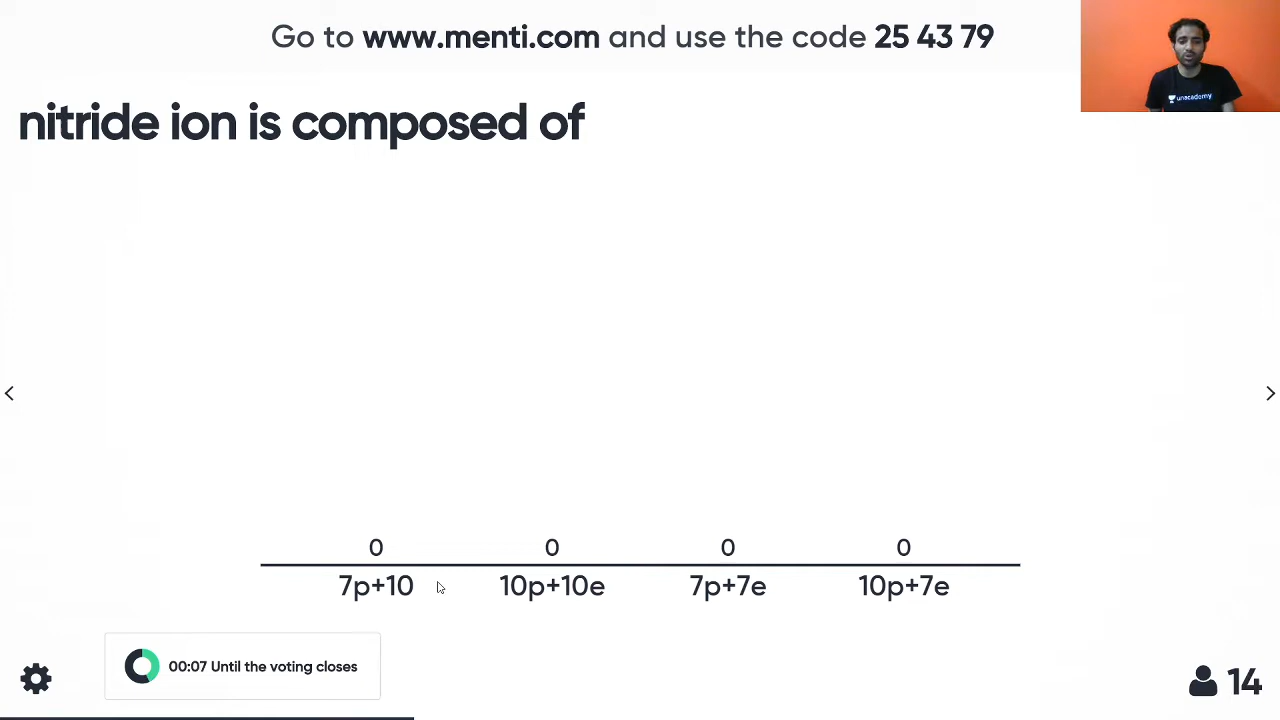 Go to www.menti.com and use the code 25 43 79
unacademy
nitride ion is composed of
0 0 0 0
7p+10 10p+10e 7p+7e 10p+7e
00:07 Until the voting closes
14